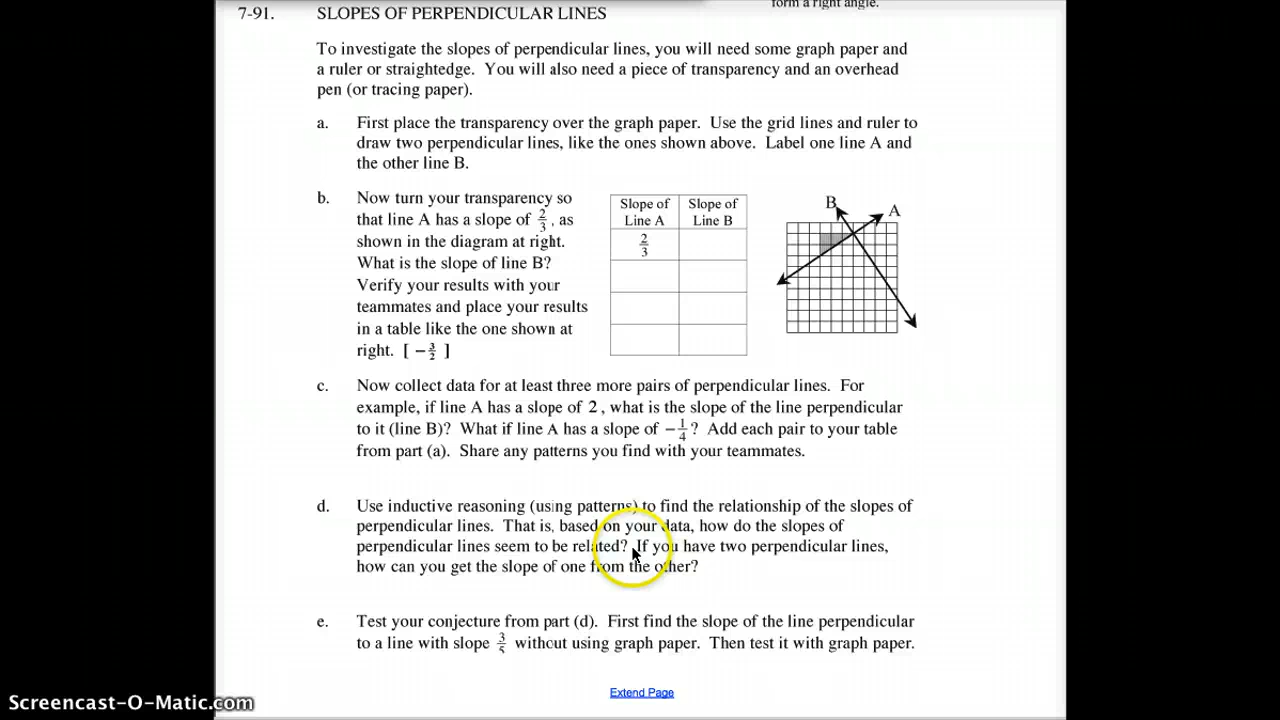 form a right angle.
7-91. SLOPES OF PERPENDICULAR LINES
To investigate the slopes of perpendicular lines, you will need some graph paper and
a ruler or straightedge. You will also need a piece of transparency and an overhead
pen (or tracing paper).
a. First place the transparency over the graph paper. Use the grid lines and ruler to
draw two perpendicular lines, like the ones shown above. Label one line A and
the other line B.
b. Now turn your transparency so
that line A has a slope of 2/3, as
shown in the diagram at right.
What is the slope of line B?
Verify your results with your
teammates and place your results
in a table like the one shown at
right. [ -3/2 ]
Slope of Line A
Slope of Line B
2/3
B
A
c. Now collect data for at least three more pairs of perpendicular lines. For
example, if line A has a slope of 2, what is the slope of the line perpendicular
to it (line B)? What if line A has a slope of -1/4? Add each pair to your table
from part (a). Share any patterns you find with your teammates.
d. Use inductive reasoning (using patterns) to find the relationship of the slopes of
perpendicular lines. That is, based on your data, how do the slopes of
perpendicular lines seem to be related? If you have two perpendicular lines,
how can you get the slope of one from the other?
e. Test your conjecture from part (d). First find the slope of the line perpendicular
to a line with slope 3/5 without using graph paper. Then test it with graph paper.
Extend Page
Screencast-O-Matic.com